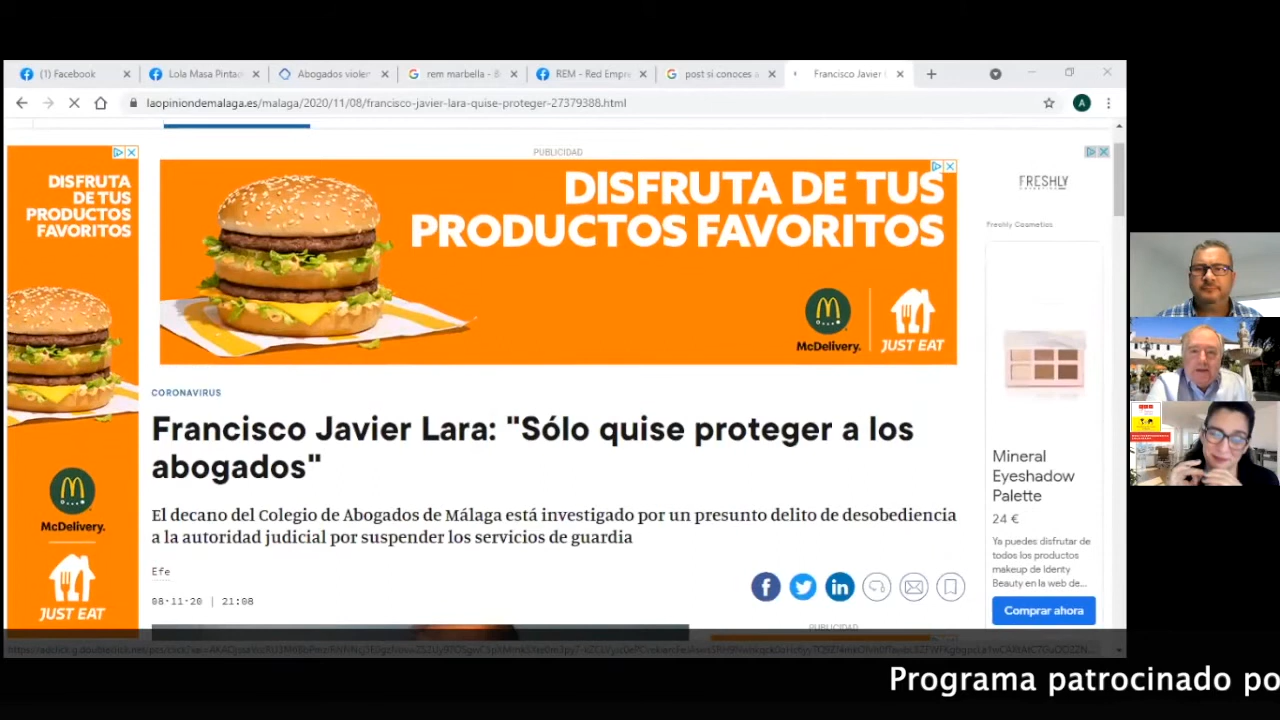 (1) Facebook
Lola Masa Pintad
Abogados violen
rem marbella - B
REM - Red Empre
post si conoces a
Francisco Javier L
laopiniondemalaga.es/malaga/2020/11/08/francisco-javier-lara-quise-proteger-27379388.html
A
PUBLICIDAD
DISFRUTA
DE TUS
PRODUCTOS
FAVORITOS
McDelivery.
JUST EAT
DISFRUTA DE TUS
PRODUCTOS FAVORITOS
McDelivery.
JUST EAT
FRESHLY
Freshly Cosmetics
Mineral
Eyeshadow
Palette
24 €
Ya puedes disfrutar de
todos los productos
makeup de Identy
Beauty en la web de...
Comprar ahora
CORONAVIRUS
Francisco Javier Lara: "Sólo quise proteger a los
abogados"
El decano del Colegio de Abogados de Málaga está investigado por un presunto delito de desobediencia
a la autoridad judicial por suspender los servicios de guardia
Efe
08·11·20 | 21:08
PUBLICIDAD
Programa patrocinado po